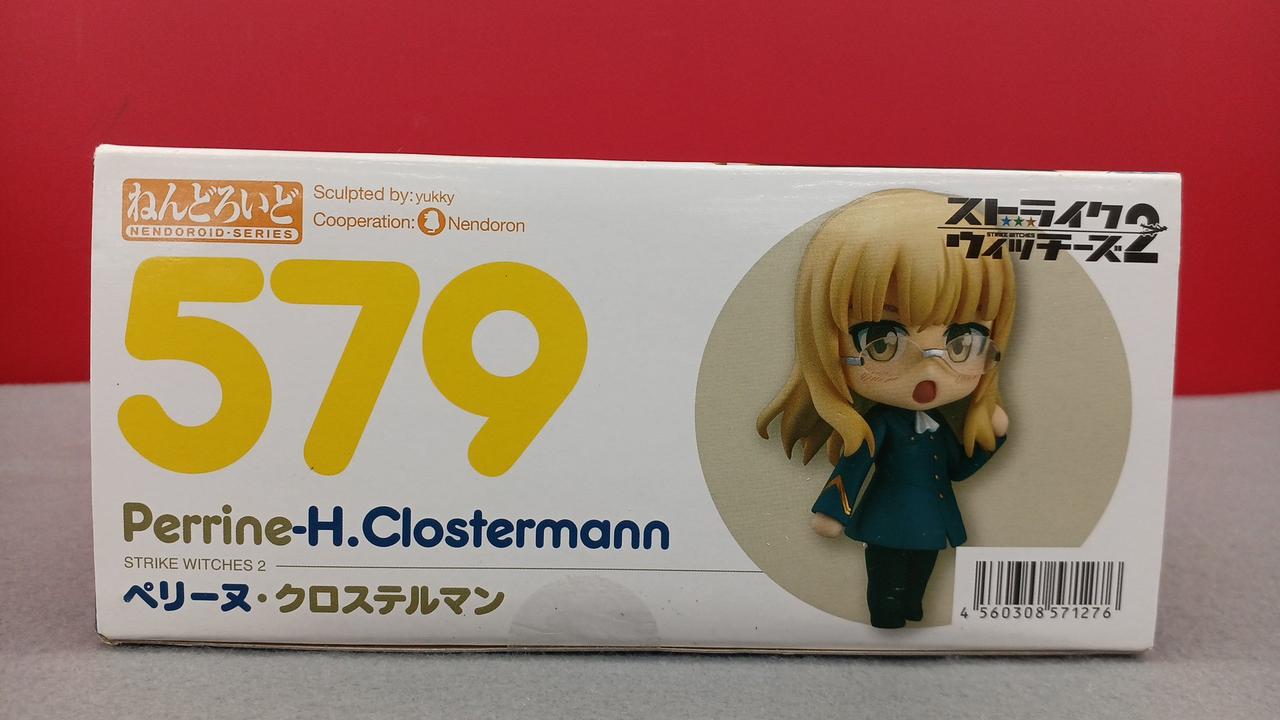 ねんどろいど
NENDOROID-SERIES
Sculpted by: yukky
Cooperation: Nendoron
579
Perrine-H.Clostermann
STRIKE WITCHES 2
ペリーヌ・クロステルマン
ストライク
STRIKE WITCHES
ウィッチーズ2
4 560308 571276